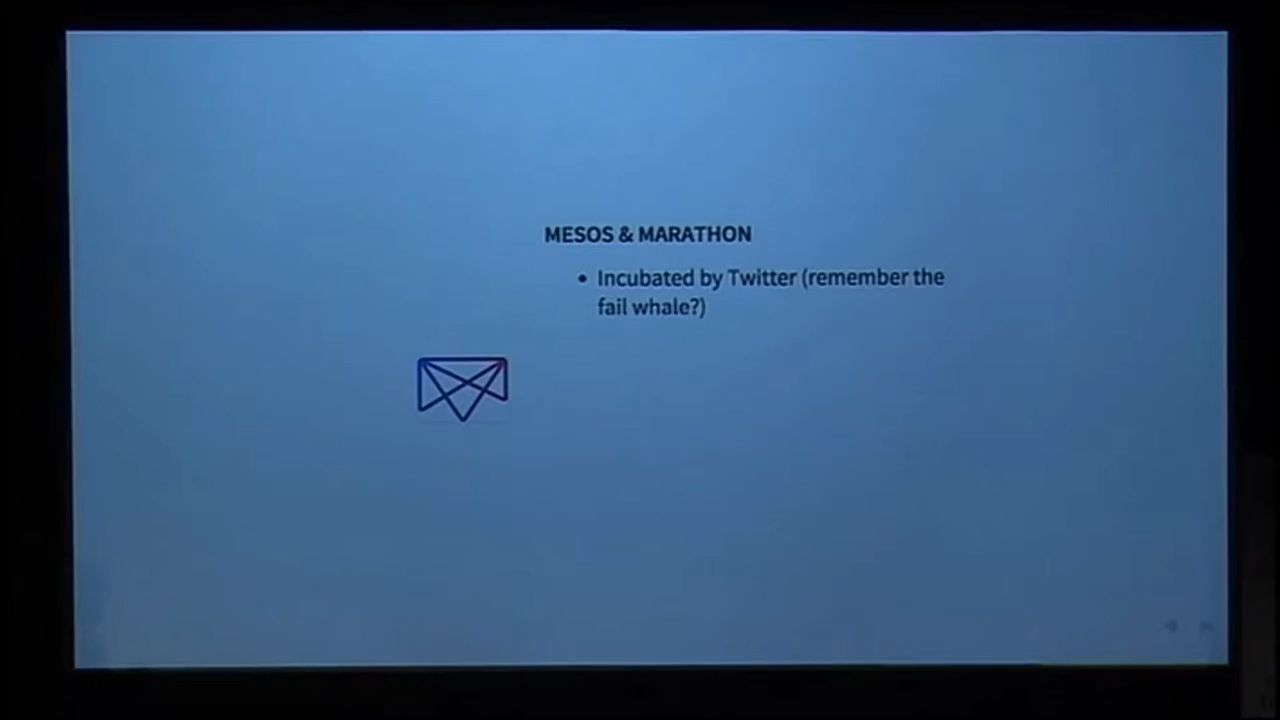 MESOS & MARATHON
• Incubated by Twitter (remember the
fail whale?)